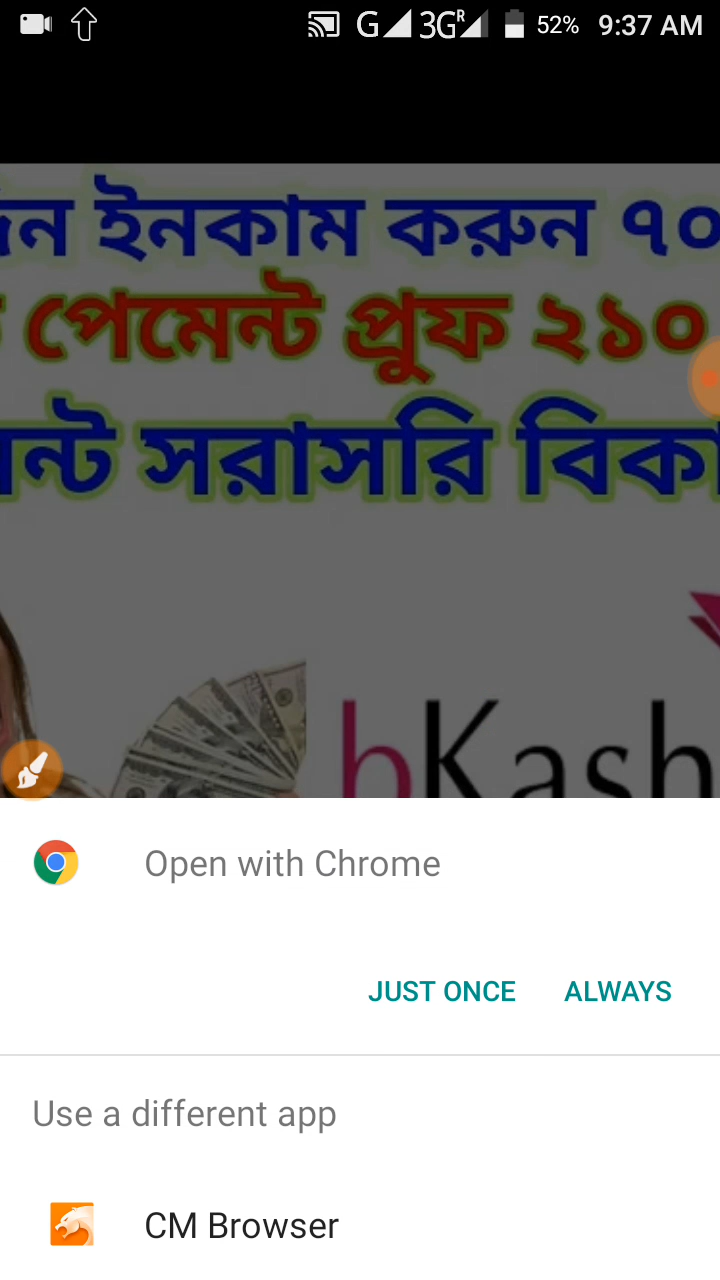 G 3G R 52% 9:37 AM
ইনকাম করুন ৭০
পেমেন্ট প্রুফ ২১০
সরাসরি
bKash
Open with Chrome
JUST ONCE ALWAYS
Use a different app
CM Browser